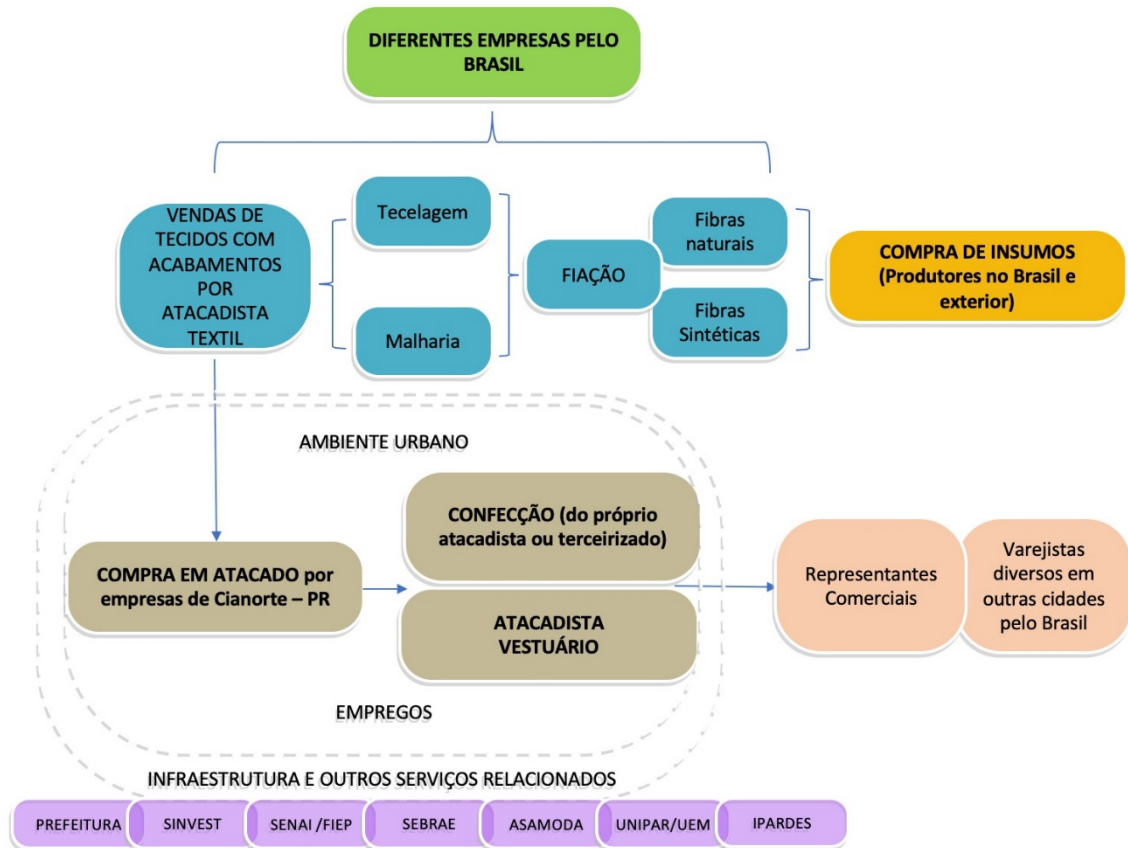 DIFERENTES EMPRESAS PELO
BRASIL
VENDAS DE
TECIDOS COM
ACABAMENTOS
POR
ATACADISTA
TEXTIL
Tecelagem
Malharia
FIAÇÃO
Fibras
naturais
Fibras
Sintéticas
COMPRA DE INSUMOS
(Produtores no Brasil e
exterior)
AMBIENTE URBANO
COMPRA EM ATACADO por
empresas de Cianorte – PR
CONFECÇÃO (do próprio
atacadista ou terceirizado)
ATACADISTA
VESTUÁRIO
Representantes
Comerciais
Varejistas
diversos em
outras cidades
pelo Brasil
EMPREGOS
INFRAESTRUTURA E OUTROS SERVIÇOS RELACIONADOS
PREFEITURA
SINVEST
SENAI /FIEP
SEBRAE
ASAMODA
UNIPAR/UEM
IPARDES